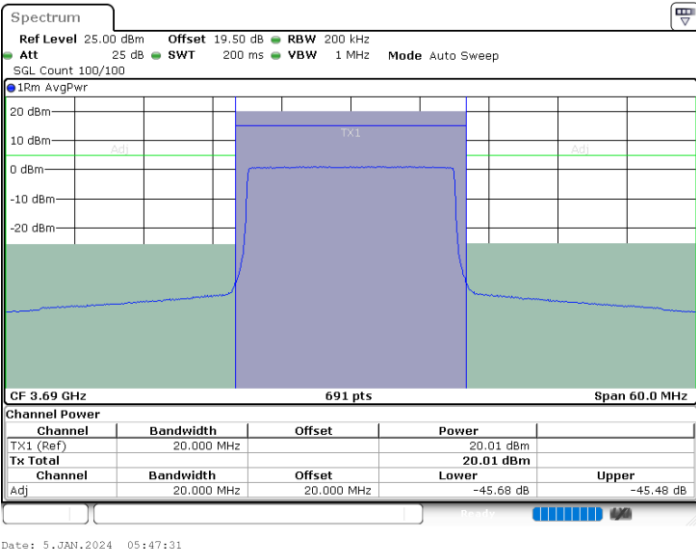 Spectrum
Ref Level 25.00 dBm Offset 19.50 dB RBW 200 kHz
Att 25 dB SWT 200 ms VBW 1 MHz Mode Auto Sweep
SGL Count 100/100
1Rm AvgPwr
20 dBm
TX1
10 dBm
Adj Adj
0 dBm
-10 dBm
-20 dBm
CF 3.69 GHz 691 pts Span 60.0 MHz
Channel Power
Channel Bandwidth Offset Power
TX1 (Ref) 20.000 MHz 20.01 dBm
Tx Total 20.01 dBm
Channel Bandwidth Offset Lower Upper
Adj 20.000 MHz 20.000 MHz -45.68 dB -45.48 dB
Ready
Date: 5.JAN.2024 05:47:31